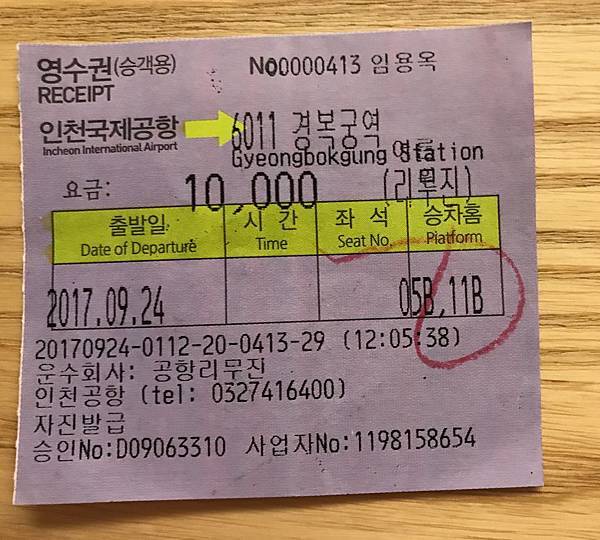 영수권(승객용) No0000413 임용옥
RECEIPT
인천국제공항 6011 경복궁역
Incheon International Airport Gyeongbokgung Station
요금: 10,000 (리무진)
출발일 시 간 좌 석 승차홈
Date of Departure Time Seat No. Platform
2017.09.24 05B,11B
20170924-0112-20-0413-29 (12:05:38)
운수회사: 공항리무진
인천공항 (tel: 0327416400)
자진발급
승인No:D09063310 사업자No:1198158654